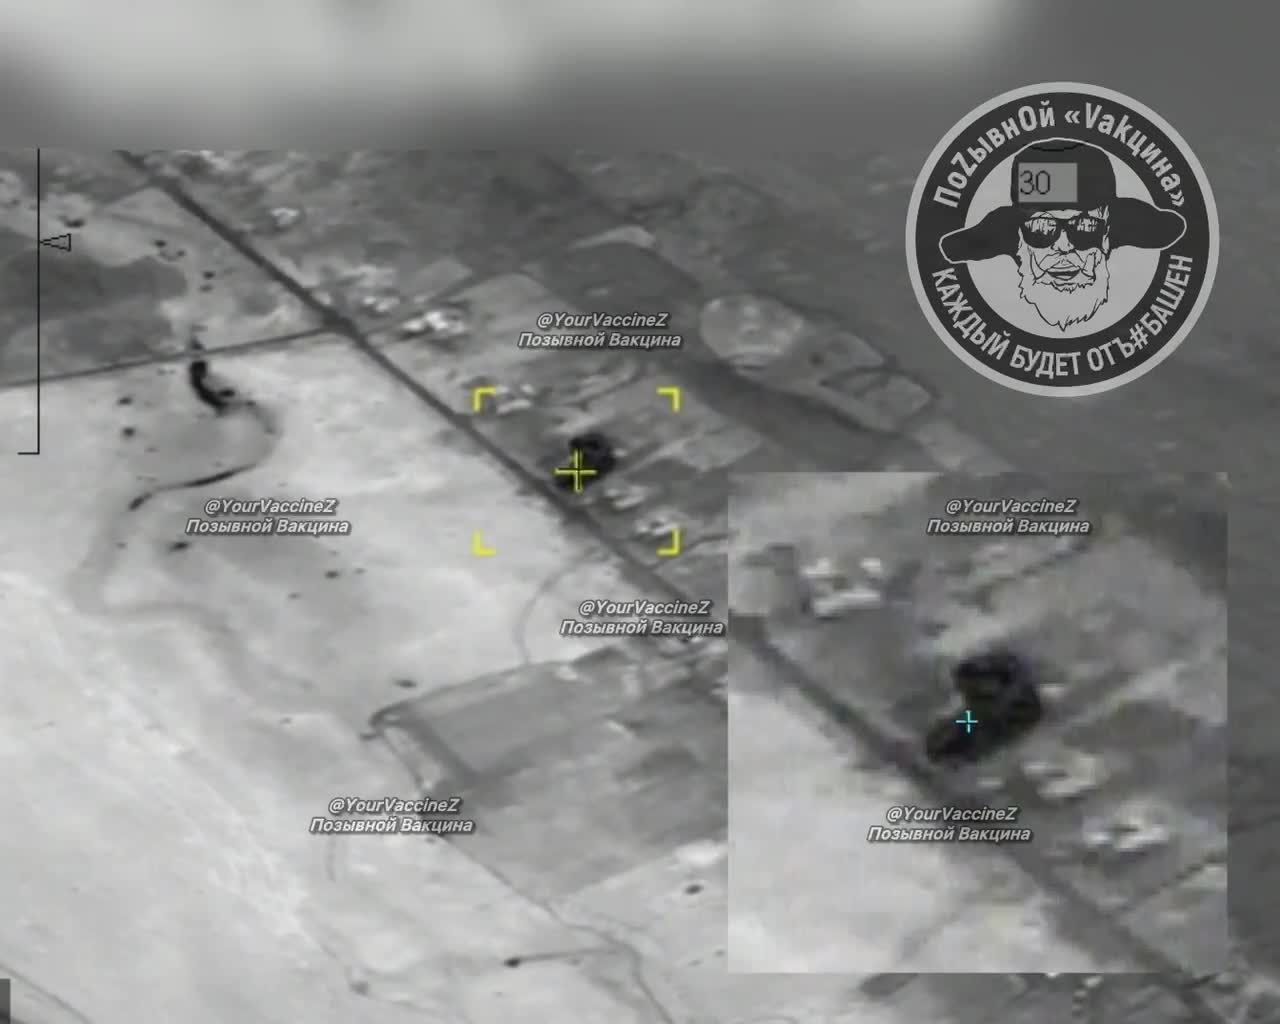 ПоZывнОй «Vакцина»
30
КАЖДЫЙ БУДЕТ ОТЪ#БАШЕН
@YourVaccineZ
Позывной Вакцина
@YourVaccineZ
Позывной Вакцина
@YourVaccineZ
Позывной Вакцина
@YourVaccineZ
Позывной Вакцина
@YourVaccineZ
Позывной Вакцина
@YourVaccineZ
Позывной Вакцина